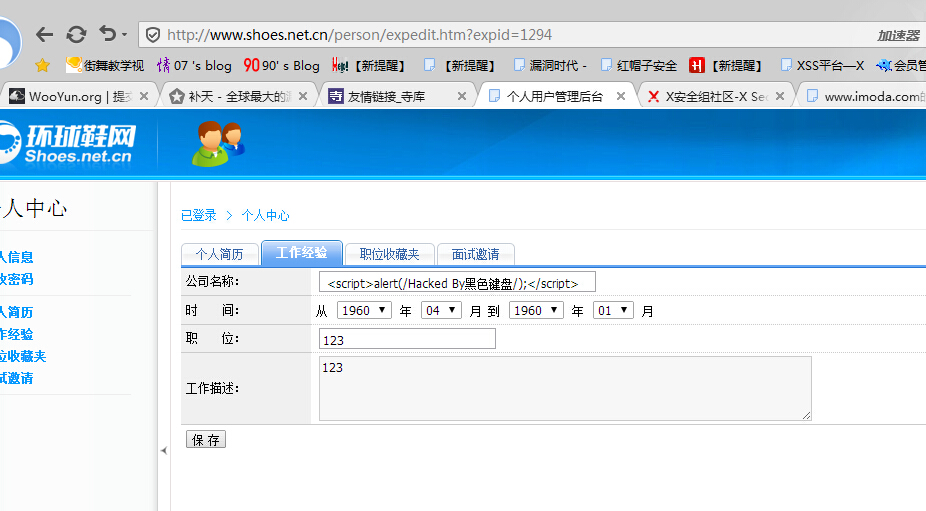 http://www.shoes.net.cn/person/expedit.htm?expid=1294
加速器
街舞教学视 情 07 's blog 90 90' s Blog 【新提醒】 【新提醒】 漏洞时代 - 红帽子安全 【新提醒】 XSS平台—X 会员管
WooYun.org | 提交 补天 - 全球最大的漏 寺 友情链接_寺库 个人用户管理后台 X安全组社区-X Sec www.imoda.com的
环球鞋网
Shoes.net.cn
人中心
已登录 > 个人中心
人信息
改密码
人简历
作经验
位收藏夹
试邀请
个人简历 工作经验 职位收藏夹 面试邀请
公司名称: <script>alert(/Hacked By黑色键盘/);</script>
时 间: 从 1960 年 04 月 到 1960 年 01 月
职 位: 123
工作描述: 123
保 存